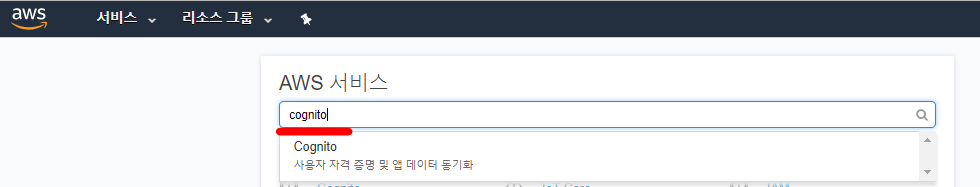 aws 서비스 리소스 그룹
AWS 서비스
cognito
Cognito
사용자 자격 증명 및 앱 데이터 동기화